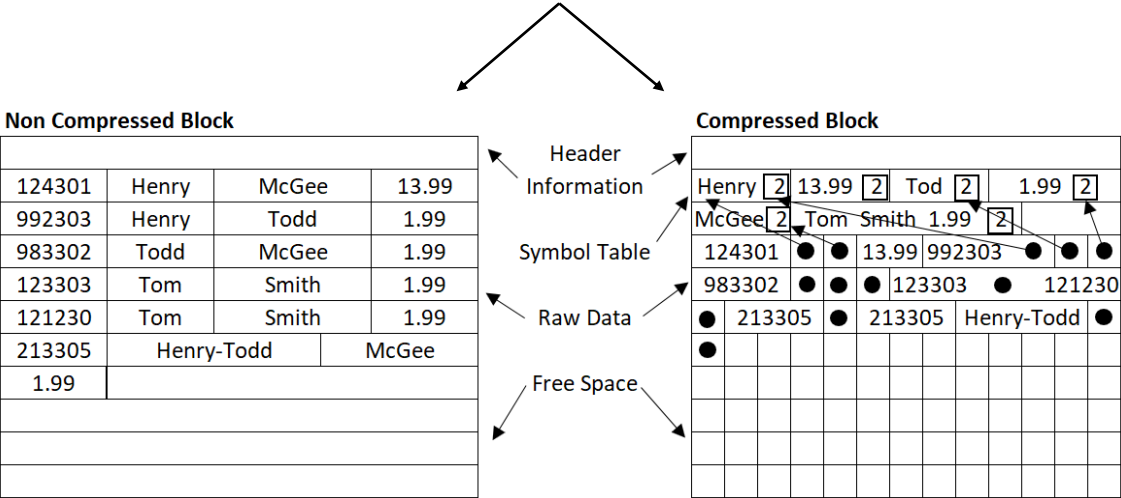 Non Compressed Block
124301 Henry McGee 13.99
992303 Henry Todd 1.99
983302 Todd McGee 1.99
123303 Tom Smith 1.99
121230 Tom Smith 1.99
213305 Henry-Todd McGee
1.99
Header
Information
Symbol Table
Raw Data
Free Space
Compressed Block
Henry 2 13.99 2 Tod 2 1.99 2
McGee 2 Tom Smith 1.99 2
124301 13.99 992303
983302 123303 121230
213305 213305 Henry-Todd